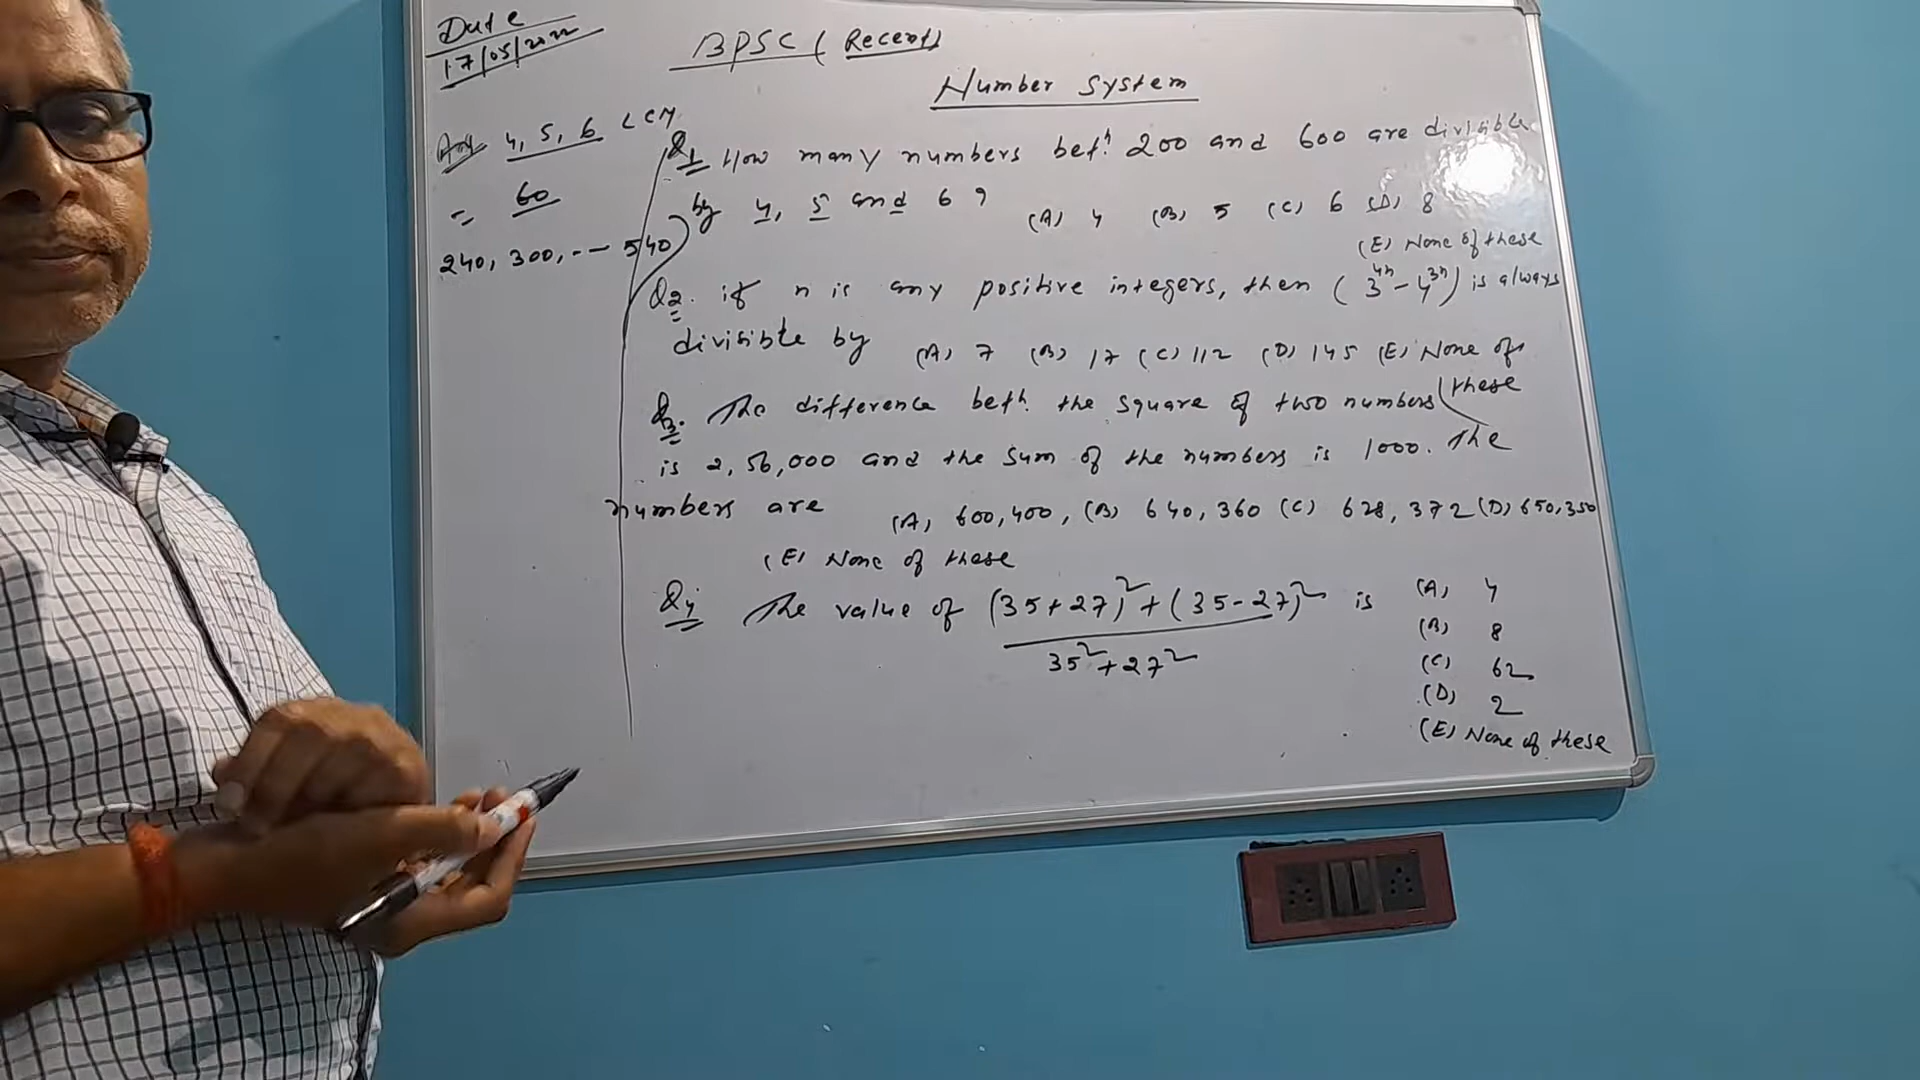 Date
17/05/2022
BPSC (Recent)
Number System
Ans 4, 5, 6 LCM
= 60
240, 300, --- 540
Q1 How many numbers betn 200 and 600 are divisible
by 4, 5 and 6 ? (A) 4 (B) 5 (C) 6 (D) 8
(E) None of these
Q2. if n is any positive integers, then (3^4n - 4^3n) is always
divisible by (A) 7 (B) 17 (C) 112 (D) 145 (E) None of
these
Q3. The difference beth. the square of two numbers
is 2,56,000 and the sum of the numbers is 1000. The
numbers are (A) 600,400, (B) 640, 360 (C) 628, 372 (D) 650,350
(E) None of these
Q4 The value of (35+27)² + (35-27)² is
35² + 27²
(A) 4
(B) 8
(C) 62
(D) 2
(E) None of these